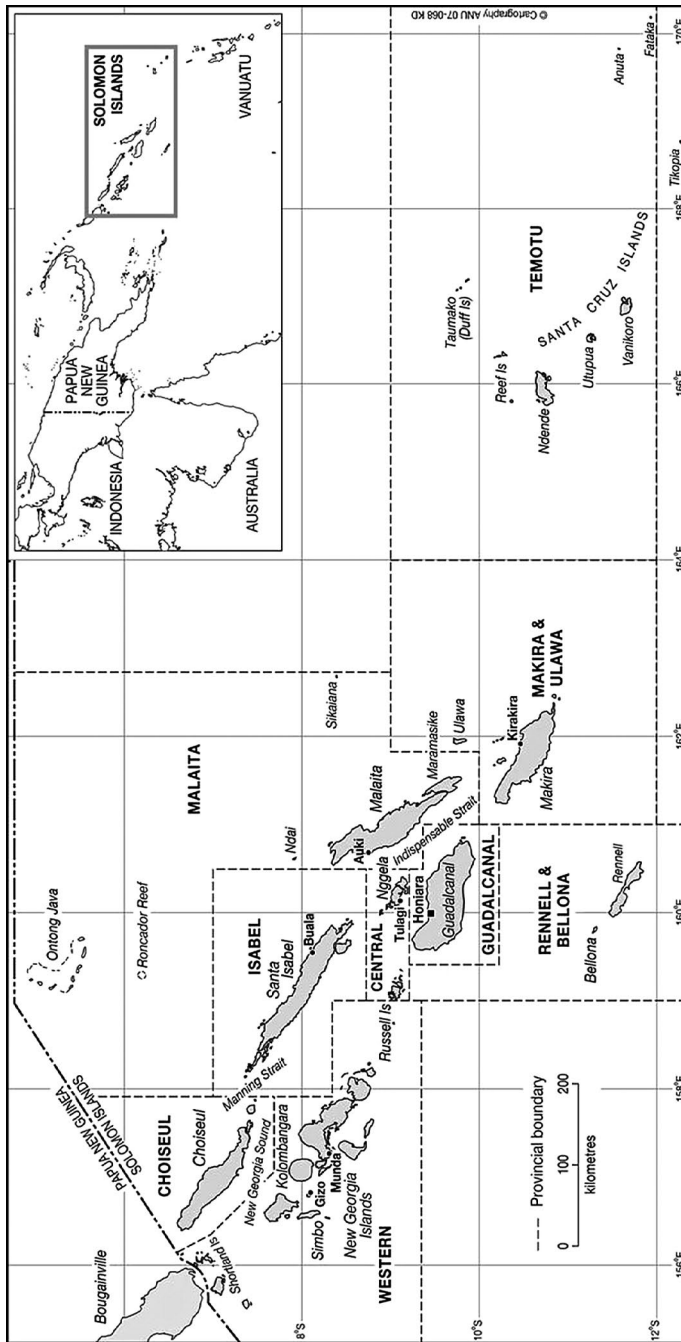 SOLOMON
ISLANDS
PAPUA
NEW
GUINEA
INDONESIA
AUSTRALIA
VANUATU
PAPUA NEW GUINEA
SOLOMON ISLANDS
Bougainville
Shortland Is
CHOISEUL
Choiseul
Manning Strait
New Georgia Sound
Kolombangara
Gizo
Simbo
Munda
New Georgia
Islands
WESTERN
Ontong Java
Roncador Reef
MALAITA
Ndai
Sikaiana
ISABEL
Santa
Isabel
Buala
CENTRAL
Russell Is
Nggela
Tulagi
Auki
Malaita
Maramasike
Indispensable Strait
Honiara
Guadalcanal
GUADALCANAL
Ulawa
Kirakira
Makira
MAKIRA &
ULAWA
RENNELL &
BELLONA
Bellona
Rennell
Taumako
(Duff Is)
Reef Is
Ndende
TEMOTU
SANTA CRUZ ISLANDS
Utupua
Vanikoro
Anuta
Fataka
Tikopia
8°S
10°S
12°S
156°E
158°E
160°E
162°E
164°E
166°E
168°E
170°E
Provincial boundary
0 100 200
kilometres
© Cartography ANU 07-068 KD